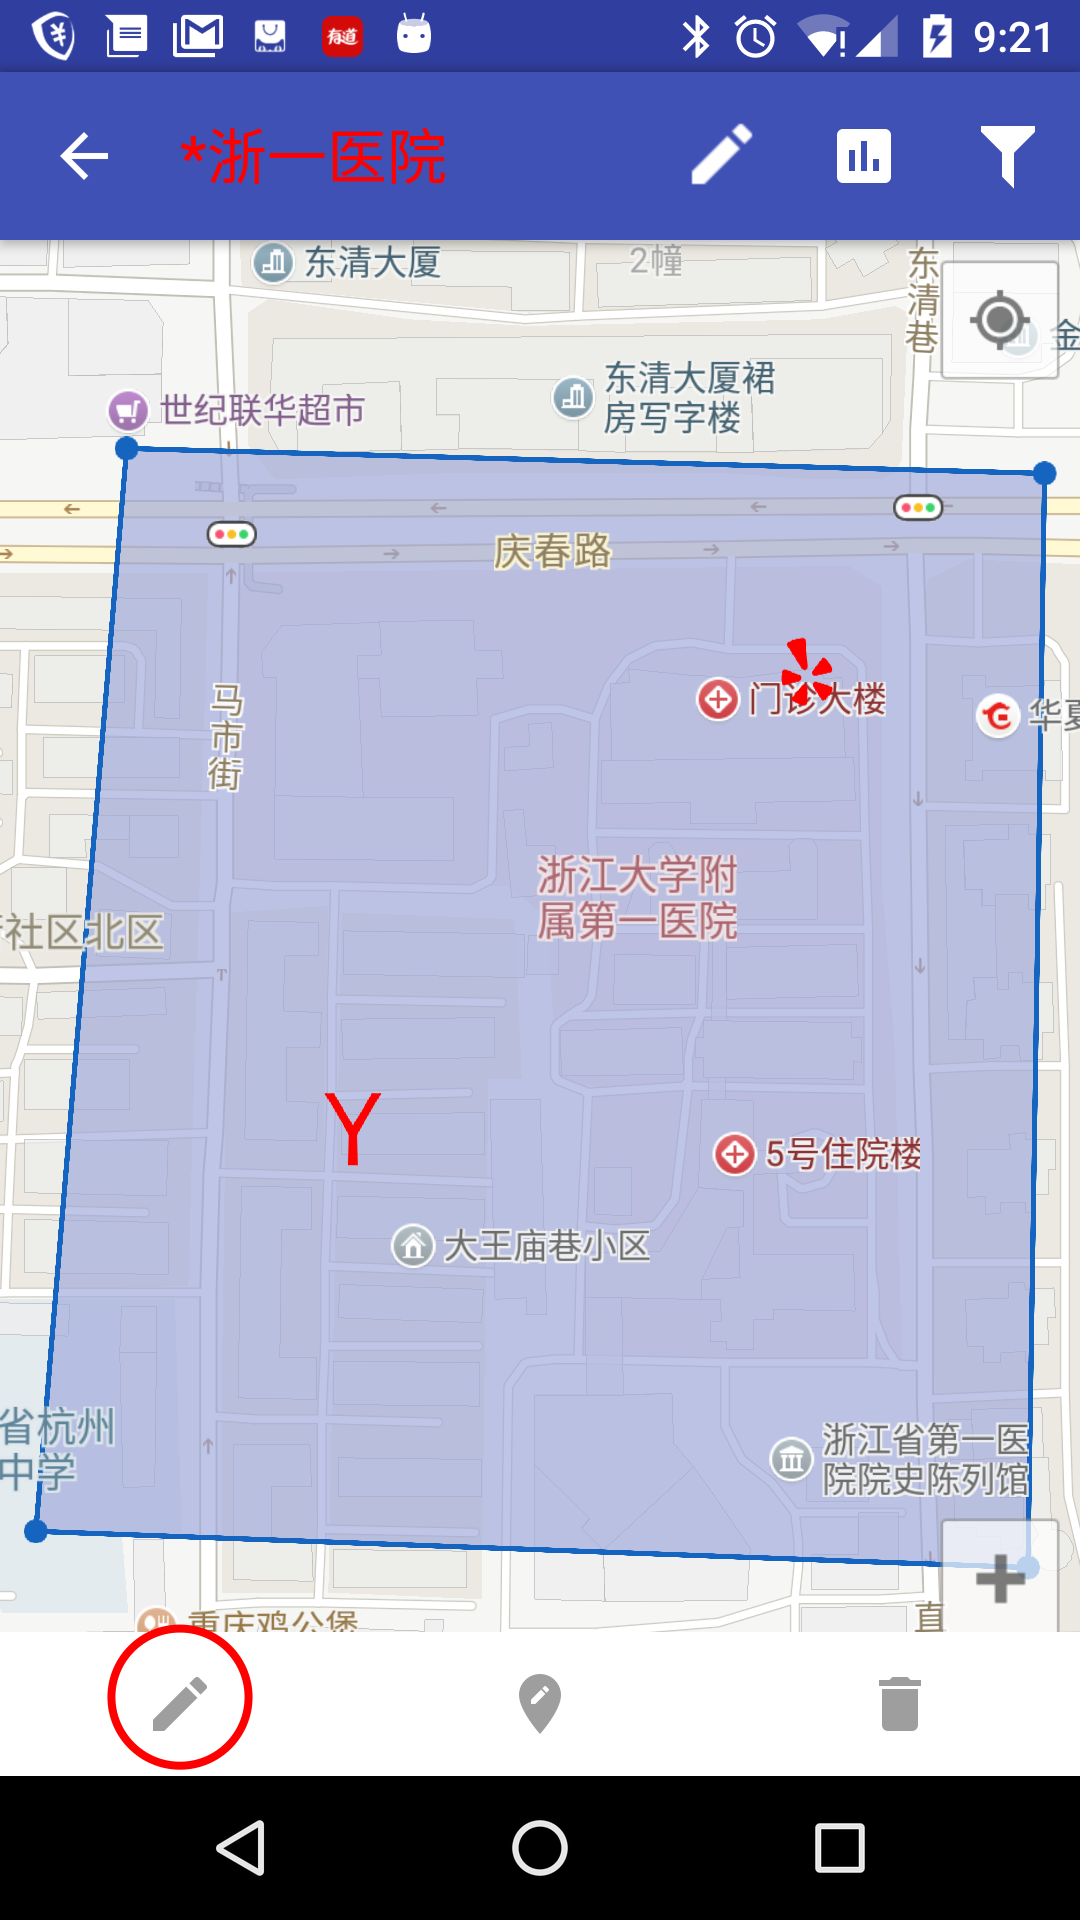 有道
9:21
*浙一医院
东清大厦
2幢
东清巷
金
东清大厦裙
房写字楼
世纪联华超市
庆春路
门诊大楼
马市街
华夏
浙江大学附
属第一医院
社区北区
T
Y
5号住院楼
大王庙巷小区
省杭州
中学
浙江省第一医
院院史陈列馆
直
重庆鸡公煲